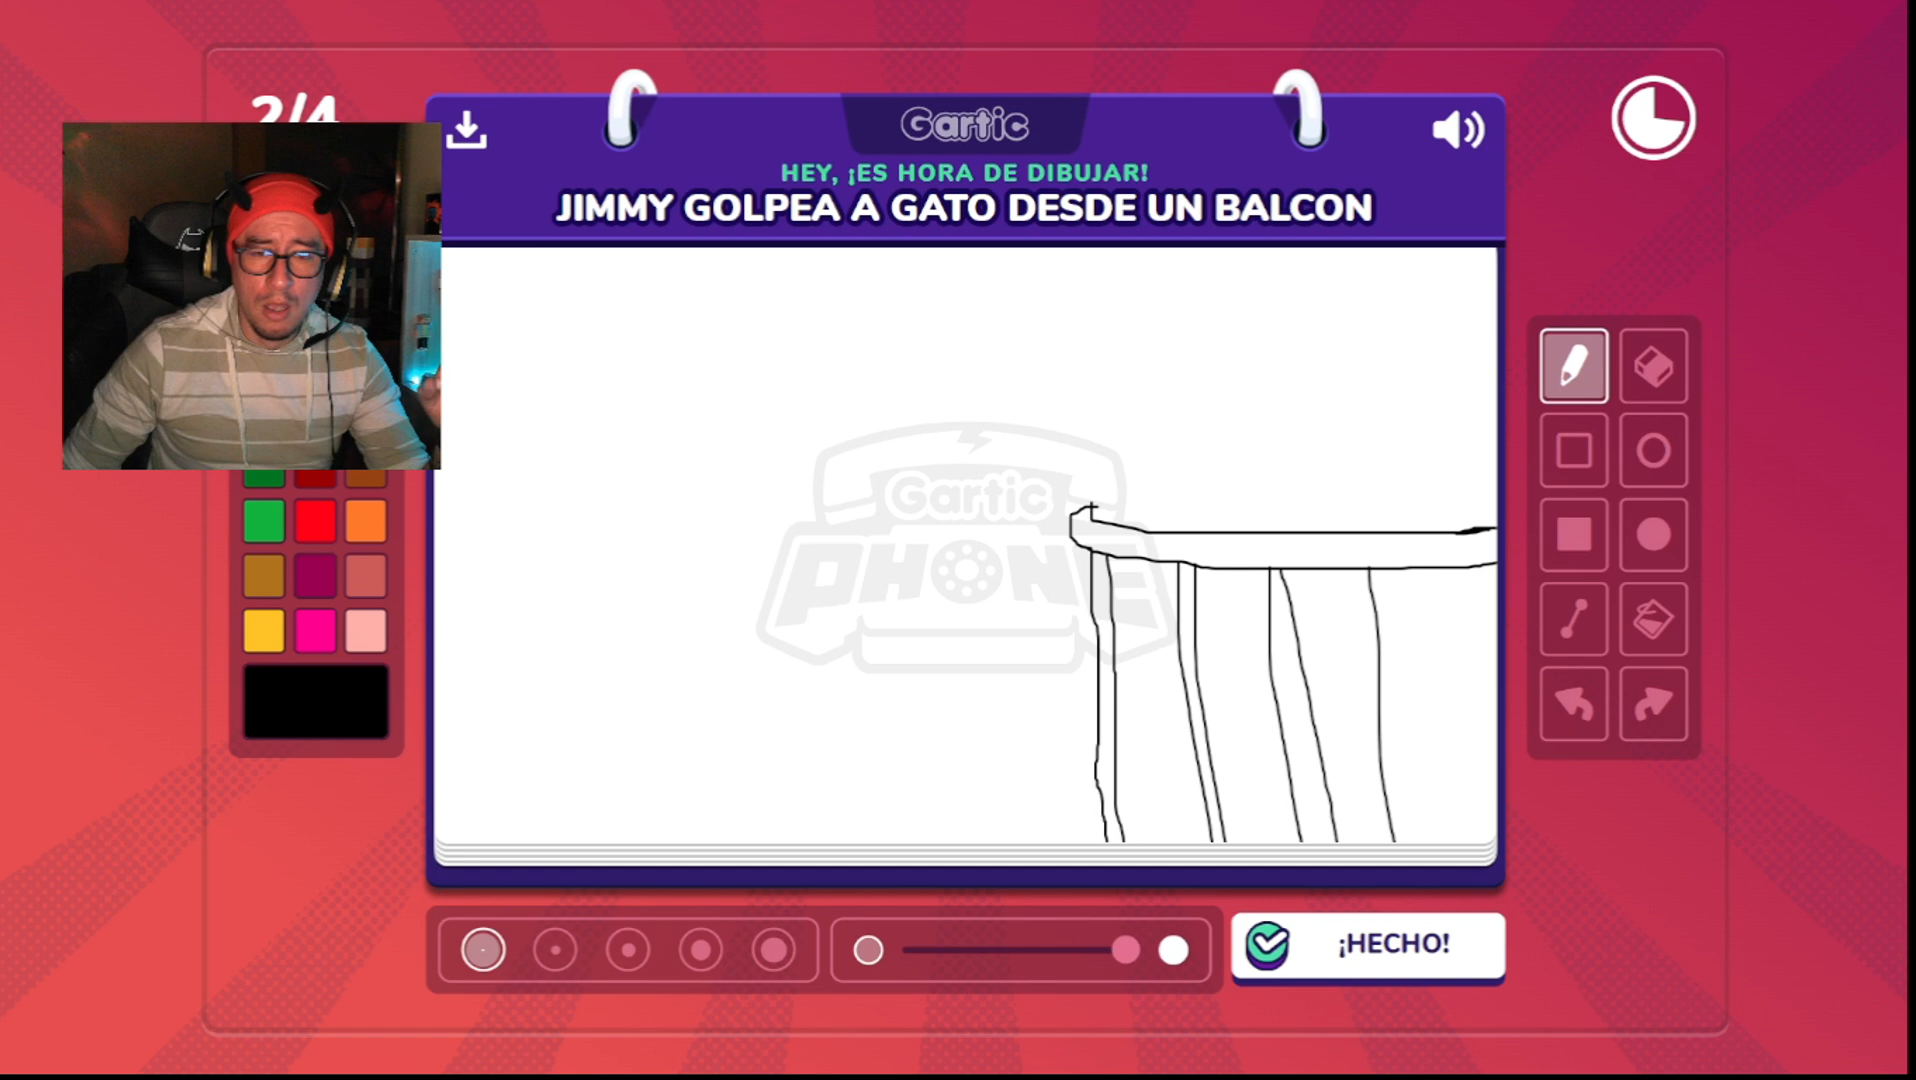 2/4
Gartic
HEY, ¡ES HORA DE DIBUJAR!
JIMMY GOLPEA A GATO DESDE UN BALCON
Gartic
PHONE
¡HECHO!